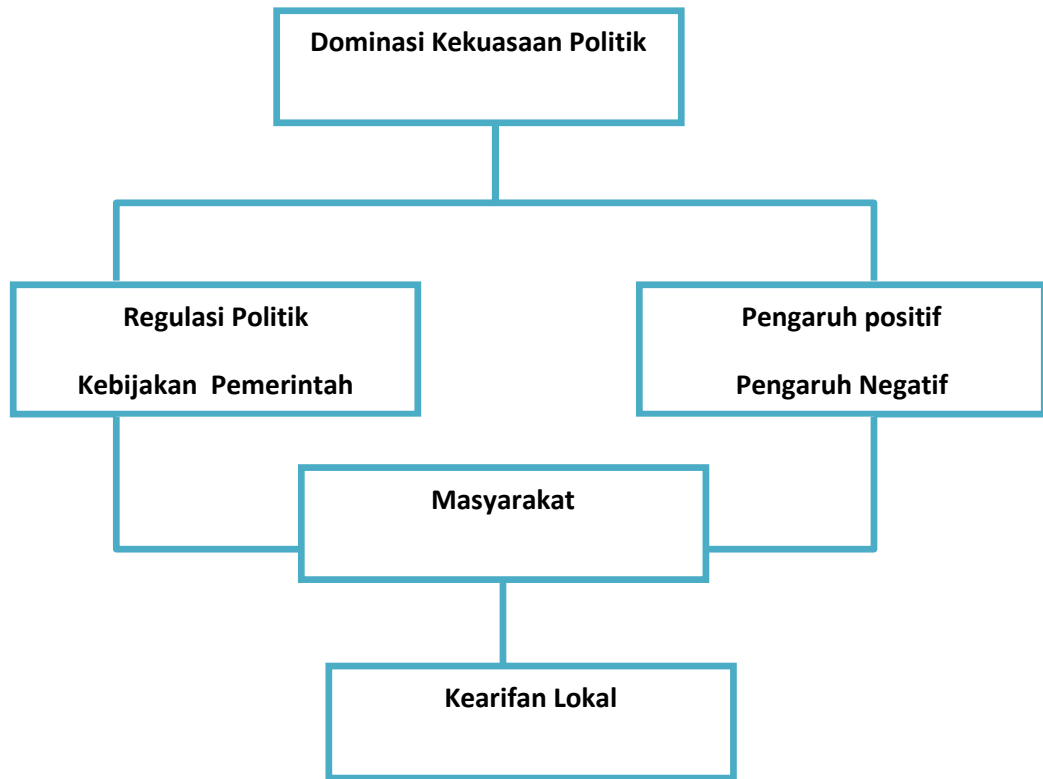 Dominasi Kekuasaan Politik
Regulasi Politik
Kebijakan  Pemerintah
Pengaruh positif
Pengaruh Negatif
Masyarakat
Kearifan Lokal